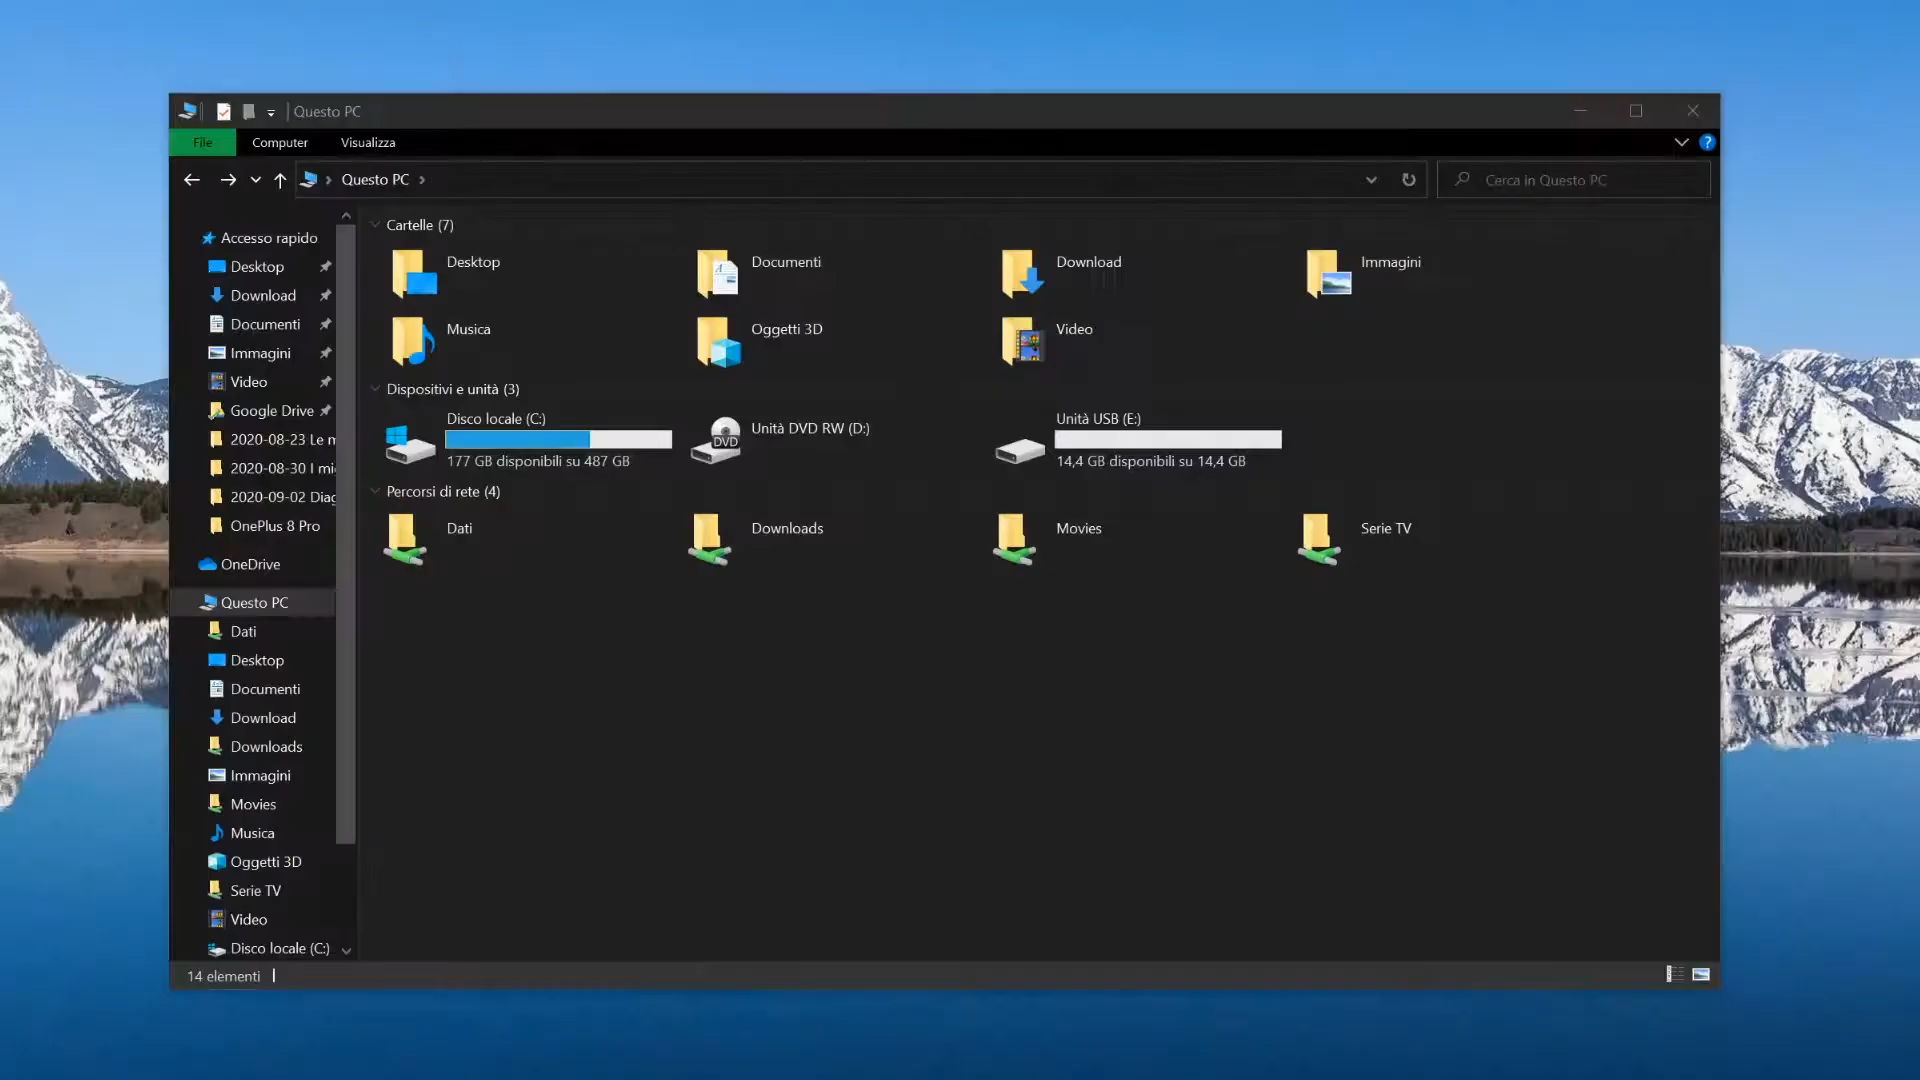 Questo PC
File Computer Visualizza
Questo PC
Cerca in Questo PC
Accesso rapido
Desktop
Download
Documenti
Immagini
Video
Google Drive
2020-08-23 Le m
2020-08-30 I mi
2020-09-02 Diag
OnePlus 8 Pro
OneDrive
Questo PC
Dati
Desktop
Documenti
Download
Downloads
Immagini
Movies
Musica
Oggetti 3D
Serie TV
Video
Disco locale (C:)
Cartelle (7)
Desktop Documenti Download Immagini
Musica Oggetti 3D Video
Dispositivi e unità (3)
Disco locale (C:)
177 GB disponibili su 487 GB
DVD
Unità DVD RW (D:)
Unità USB (E:)
14,4 GB disponibili su 14,4 GB
Percorsi di rete (4)
Dati Downloads Movies Serie TV
14 elementi